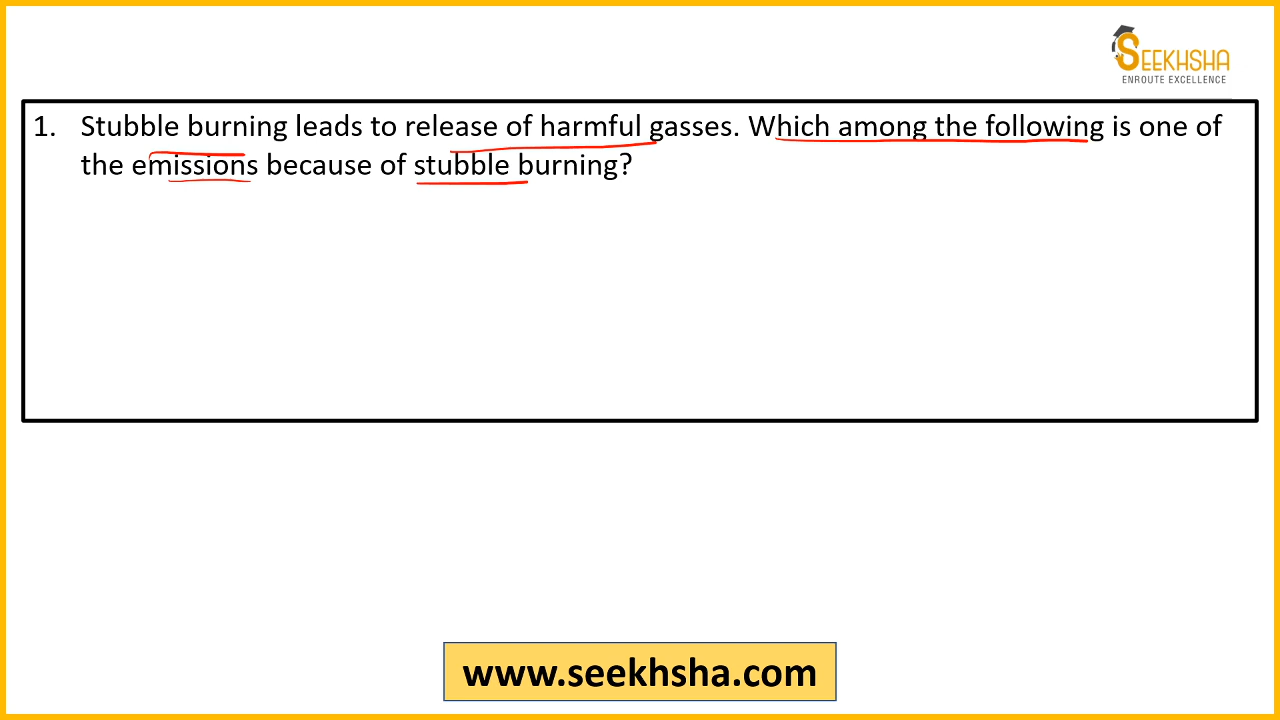 SEEKHSHA
ENROUTE EXCELLENCE
1. Stubble burning leads to release of harmful gasses. Which among the following is one of
the emissions because of stubble burning?
www.seekhsha.com